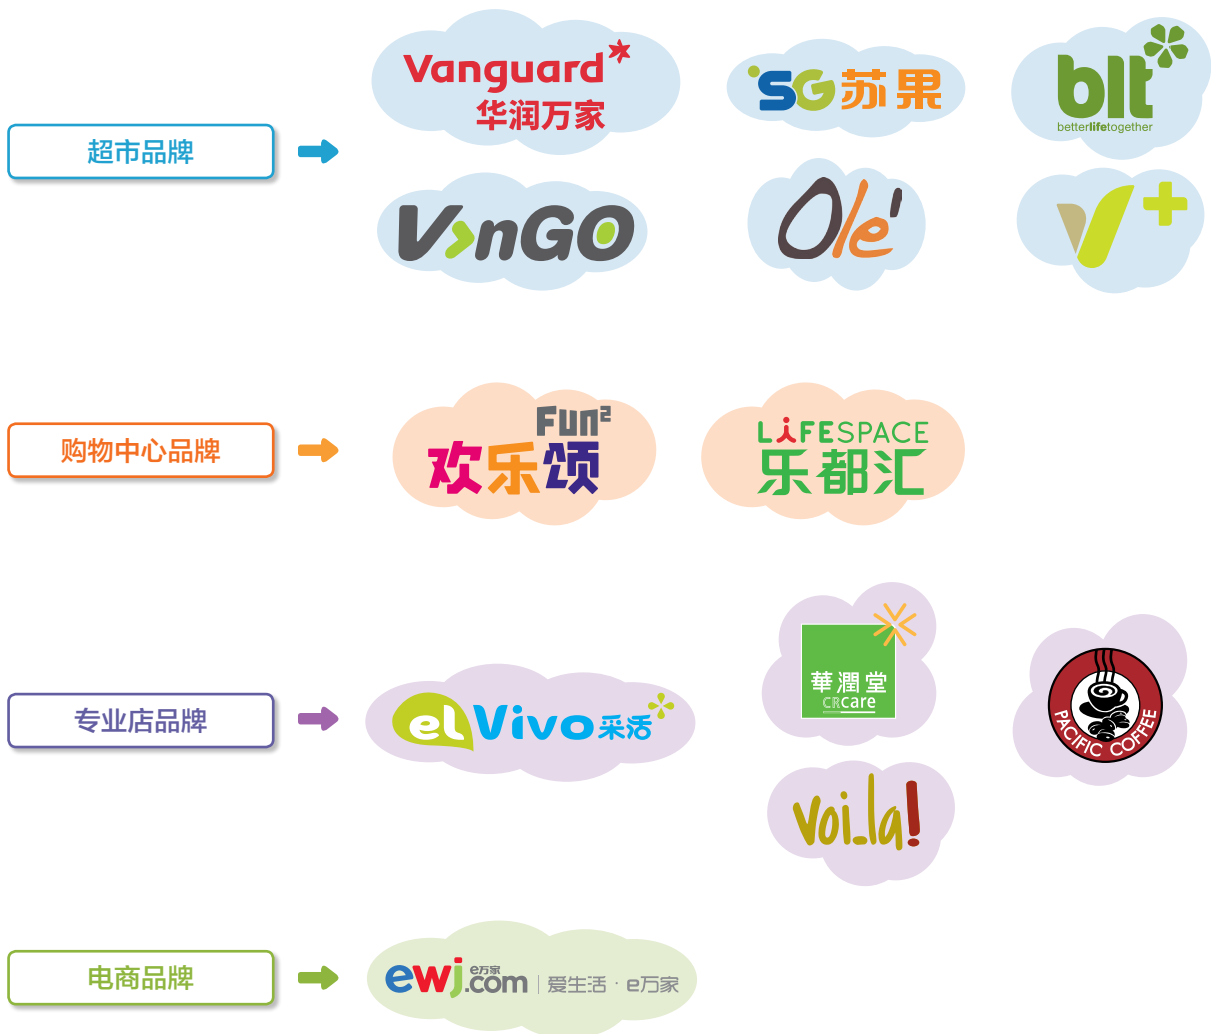 超市品牌
Vanguard
华润万家
SG苏果
blt
betterlifetogether
VanGO
Olé
V+
购物中心品牌
Fun²
欢乐颂
LIFESPACE
乐都汇
专业店品牌
elVivo采活
華潤堂
CRcare
PACIFIC COFFEE
voi_la!
电商品牌
e万家
ewj.com 爱生活·e万家